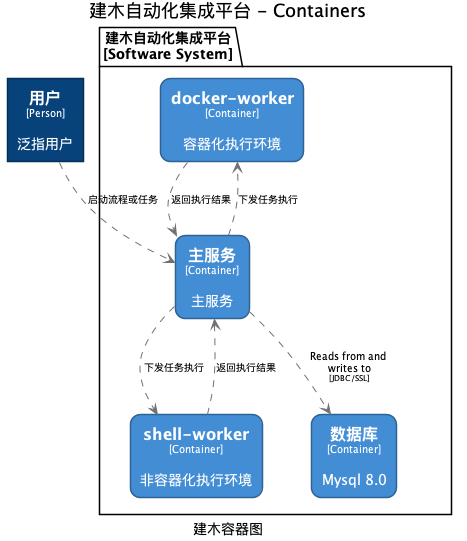 建木自动化集成平台 - Containers
建木自动化集成平台
[Software System]
用户
[Person]
泛指用户
docker-worker
[Container]
容器化执行环境
启动流程或任务
返回执行结果
下发任务执行
主服务
[Container]
主服务
下发任务执行
返回执行结果
Reads from and
writes to
[JDBC/SSL]
shell-worker
[Container]
非容器化执行环境
数据库
[Container]
Mysql 8.0
建木容器图